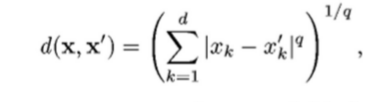 d(x, x′) = (∑_{k=1}^{d} |x_k − x′_k|^q)^{1/q},